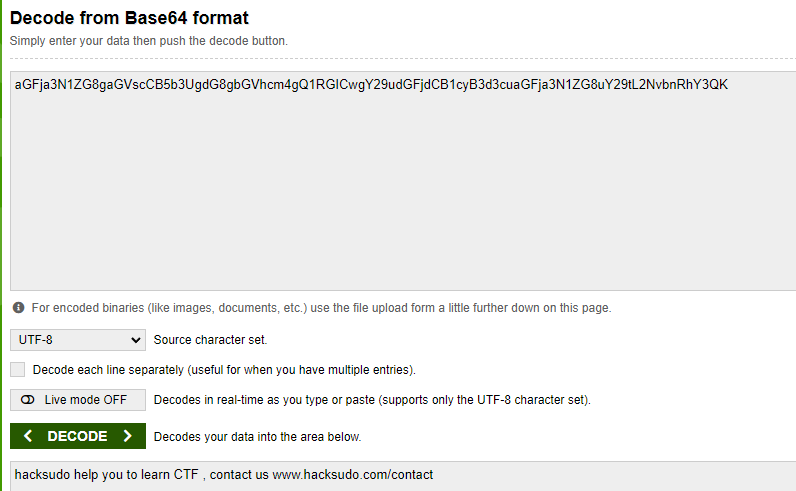 Decode from Base64 format
Simply enter your data then push the decode button.
aGFja3N1ZG8gaGVscCB5b3UgdG8gbGVhcm4gQ1RGICwgY29udGFjdCB1cyB3d3cuaGFja3N1ZG8uY29tL2NvbnRhY3QK
For encoded binaries (like images, documents, etc.) use the file upload form a little further down on this page.
UTF-8 Source character set.
Decode each line separately (useful for when you have multiple entries).
Live mode OFF Decodes in real-time as you type or paste (supports only the UTF-8 character set).
DECODE Decodes your data into the area below.
hacksudo help you to learn CTF , contact us www.hacksudo.com/contact